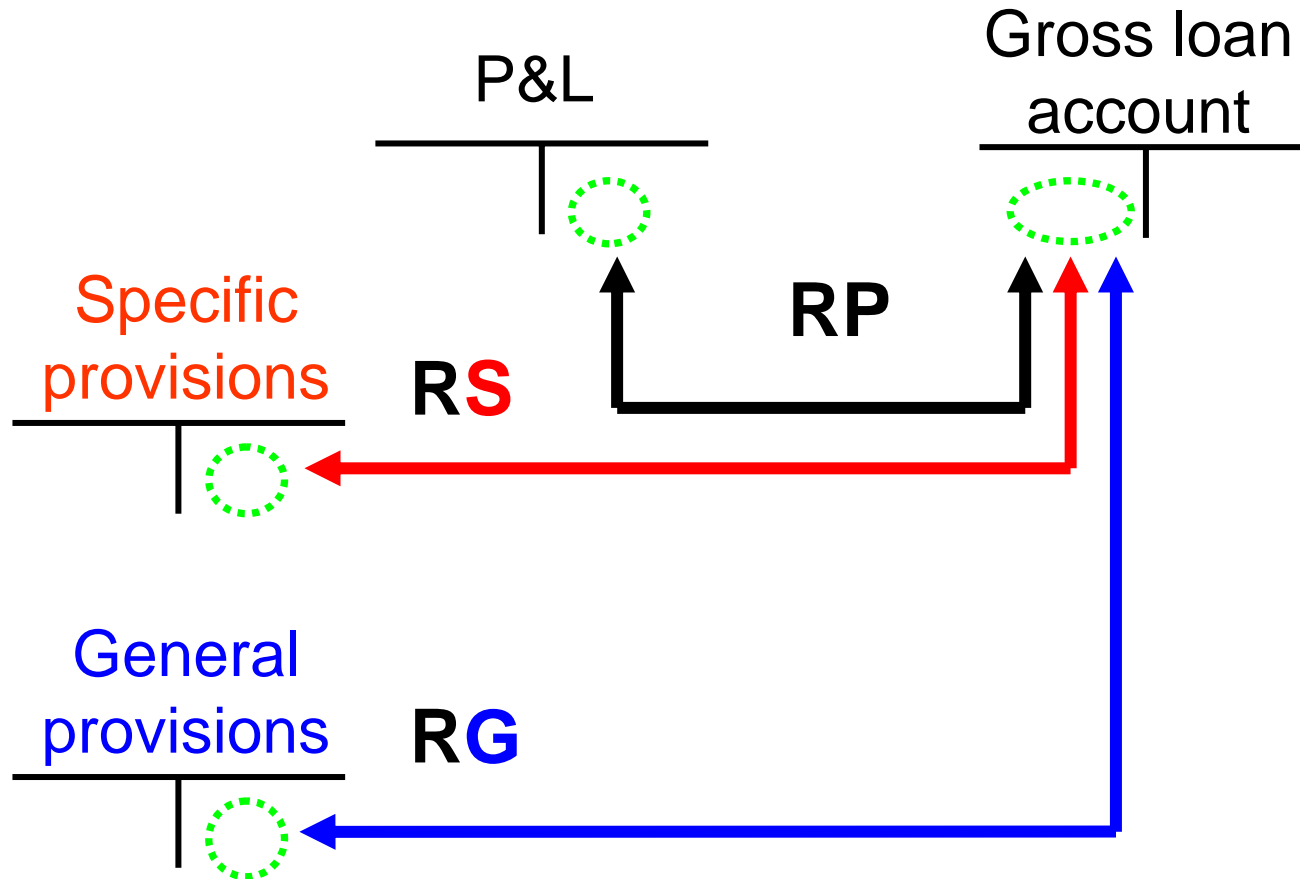 P&L
Gross loan
account
Specific
provisions
RP
RS
General
provisions
RG